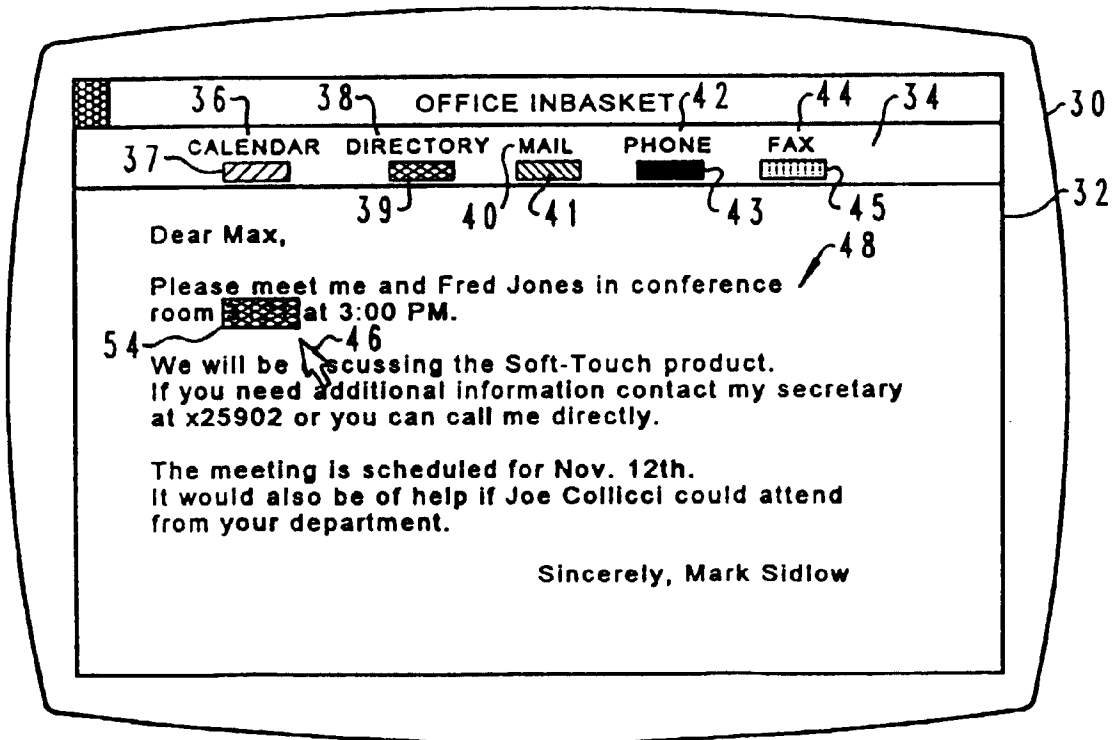 36 38 OFFICE INBASKET 42 44 34 30
CALENDAR DIRECTORY MAIL PHONE FAX
37
39 40 41 43 45 32
Dear Max,
48
Please meet me and Fred Jones in conference
room at 3:00 PM.
54 46
We will be scussing the Soft-Touch product.
If you need additional information contact my secretary
at x25902 or you can call me directly.
The meeting is scheduled for Nov. 12th.
It would also be of help if Joe Collicci could attend
from your department.
Sincerely, Mark Sidlow